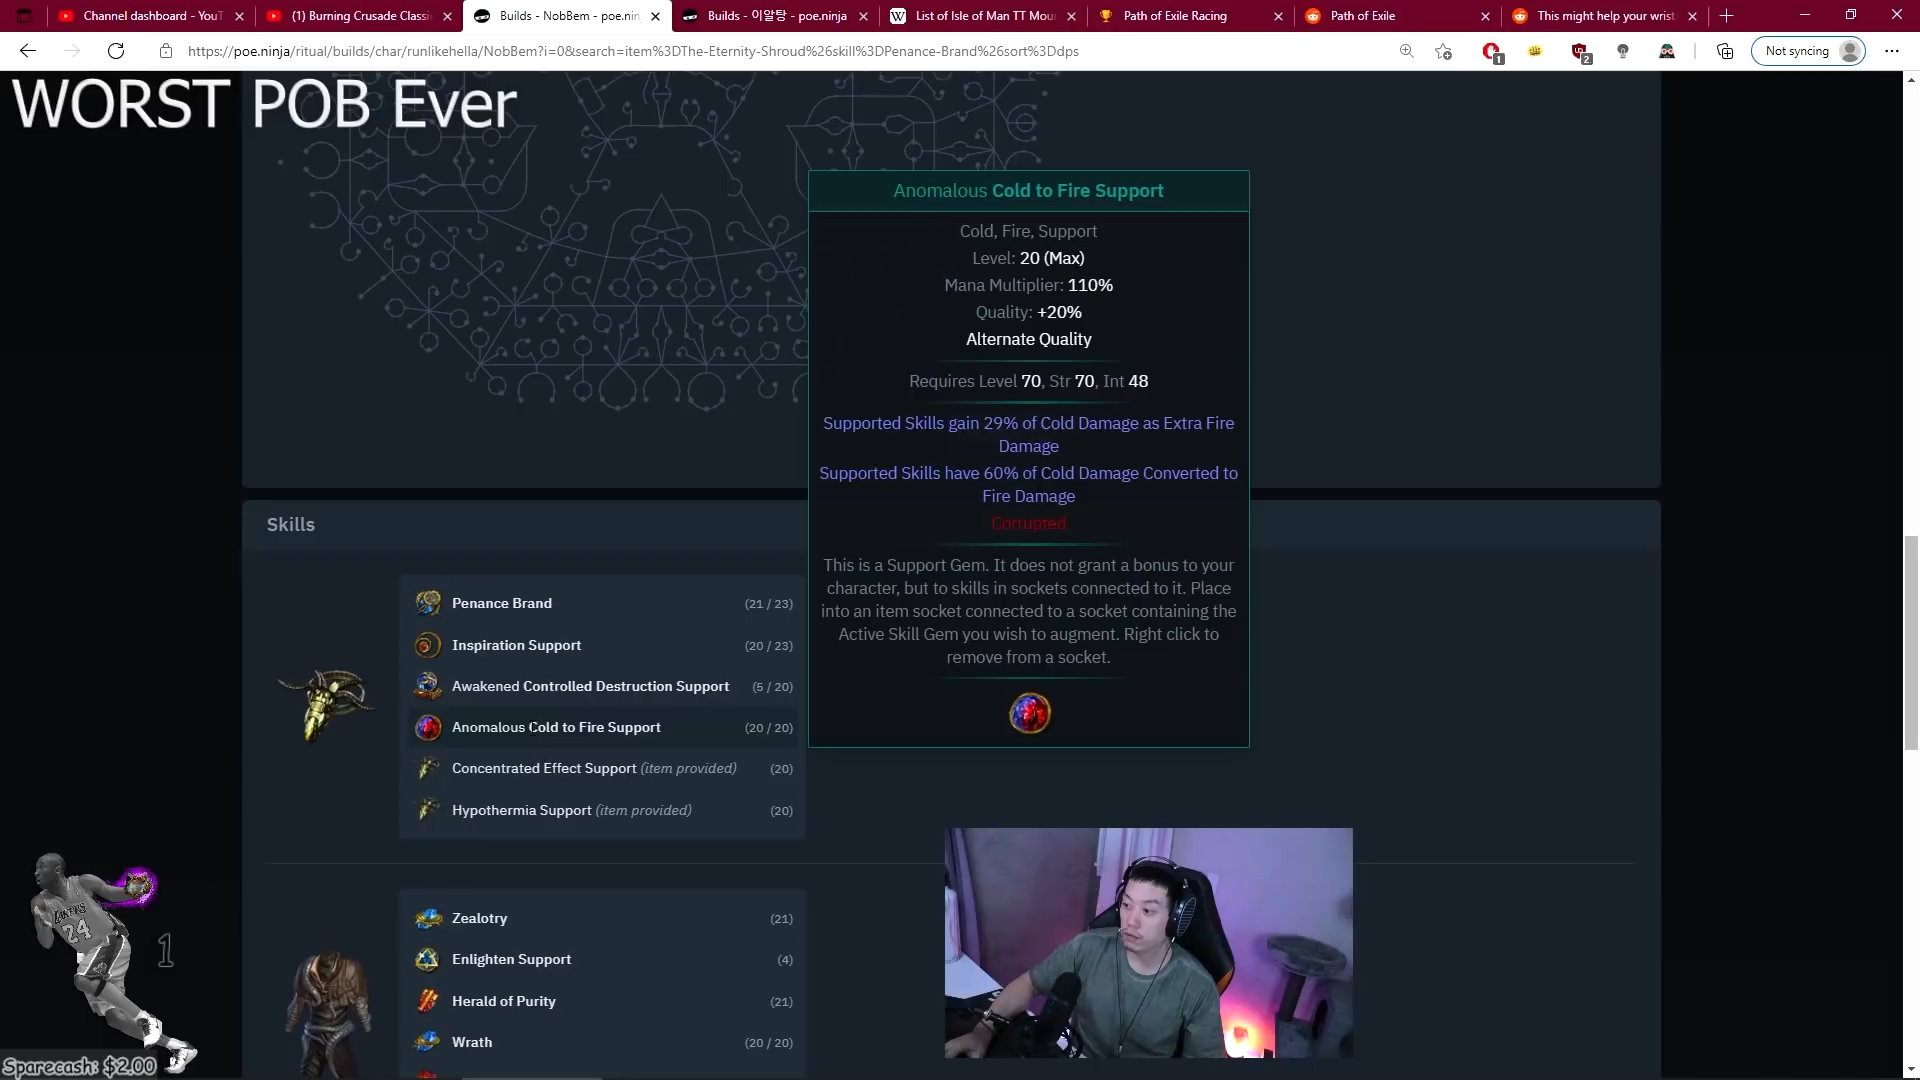 Channel dashboard - YouT
(1) Burning Crusade Classi
Builds - NobBem - poe.nin
Builds - 이알탕 - poe.ninja
List of Isle of Man TT Mou
Path of Exile Racing
Path of Exile
This might help your wrist
https://poe.ninja/ritual/builds/char/runlikehella/NobBem?i=0&search=item%3DThe-Eternity-Shroud%26skill%3DPenance-Brand%26sort%3Ddps
1
2
Not syncing
WORST POB Ever
Anomalous Cold to Fire Support
Cold, Fire, Support
Level: 20 (Max)
Mana Multiplier: 110%
Quality: +20%
Alternate Quality
Requires Level 70, Str 70, Int 48
Supported Skills gain 29% of Cold Damage as Extra Fire
Damage
Supported Skills have 60% of Cold Damage Converted to
Fire Damage
Corrupted
This is a Support Gem. It does not grant a bonus to your
character, but to skills in sockets connected to it. Place
into an item socket connected to a socket containing the
Active Skill Gem you wish to augment. Right click to
remove from a socket.
Skills
Penance Brand (21 / 23)
Inspiration Support (20 / 23)
Awakened Controlled Destruction Support (5 / 20)
Anomalous Cold to Fire Support (20 / 20)
Concentrated Effect Support (item provided) (20)
Hypothermia Support (item provided) (20)
Zealotry (21)
Enlighten Support (4)
Herald of Purity (21)
Wrath (20 / 20)
LAKERS
24
1
Sparecash: $2.00